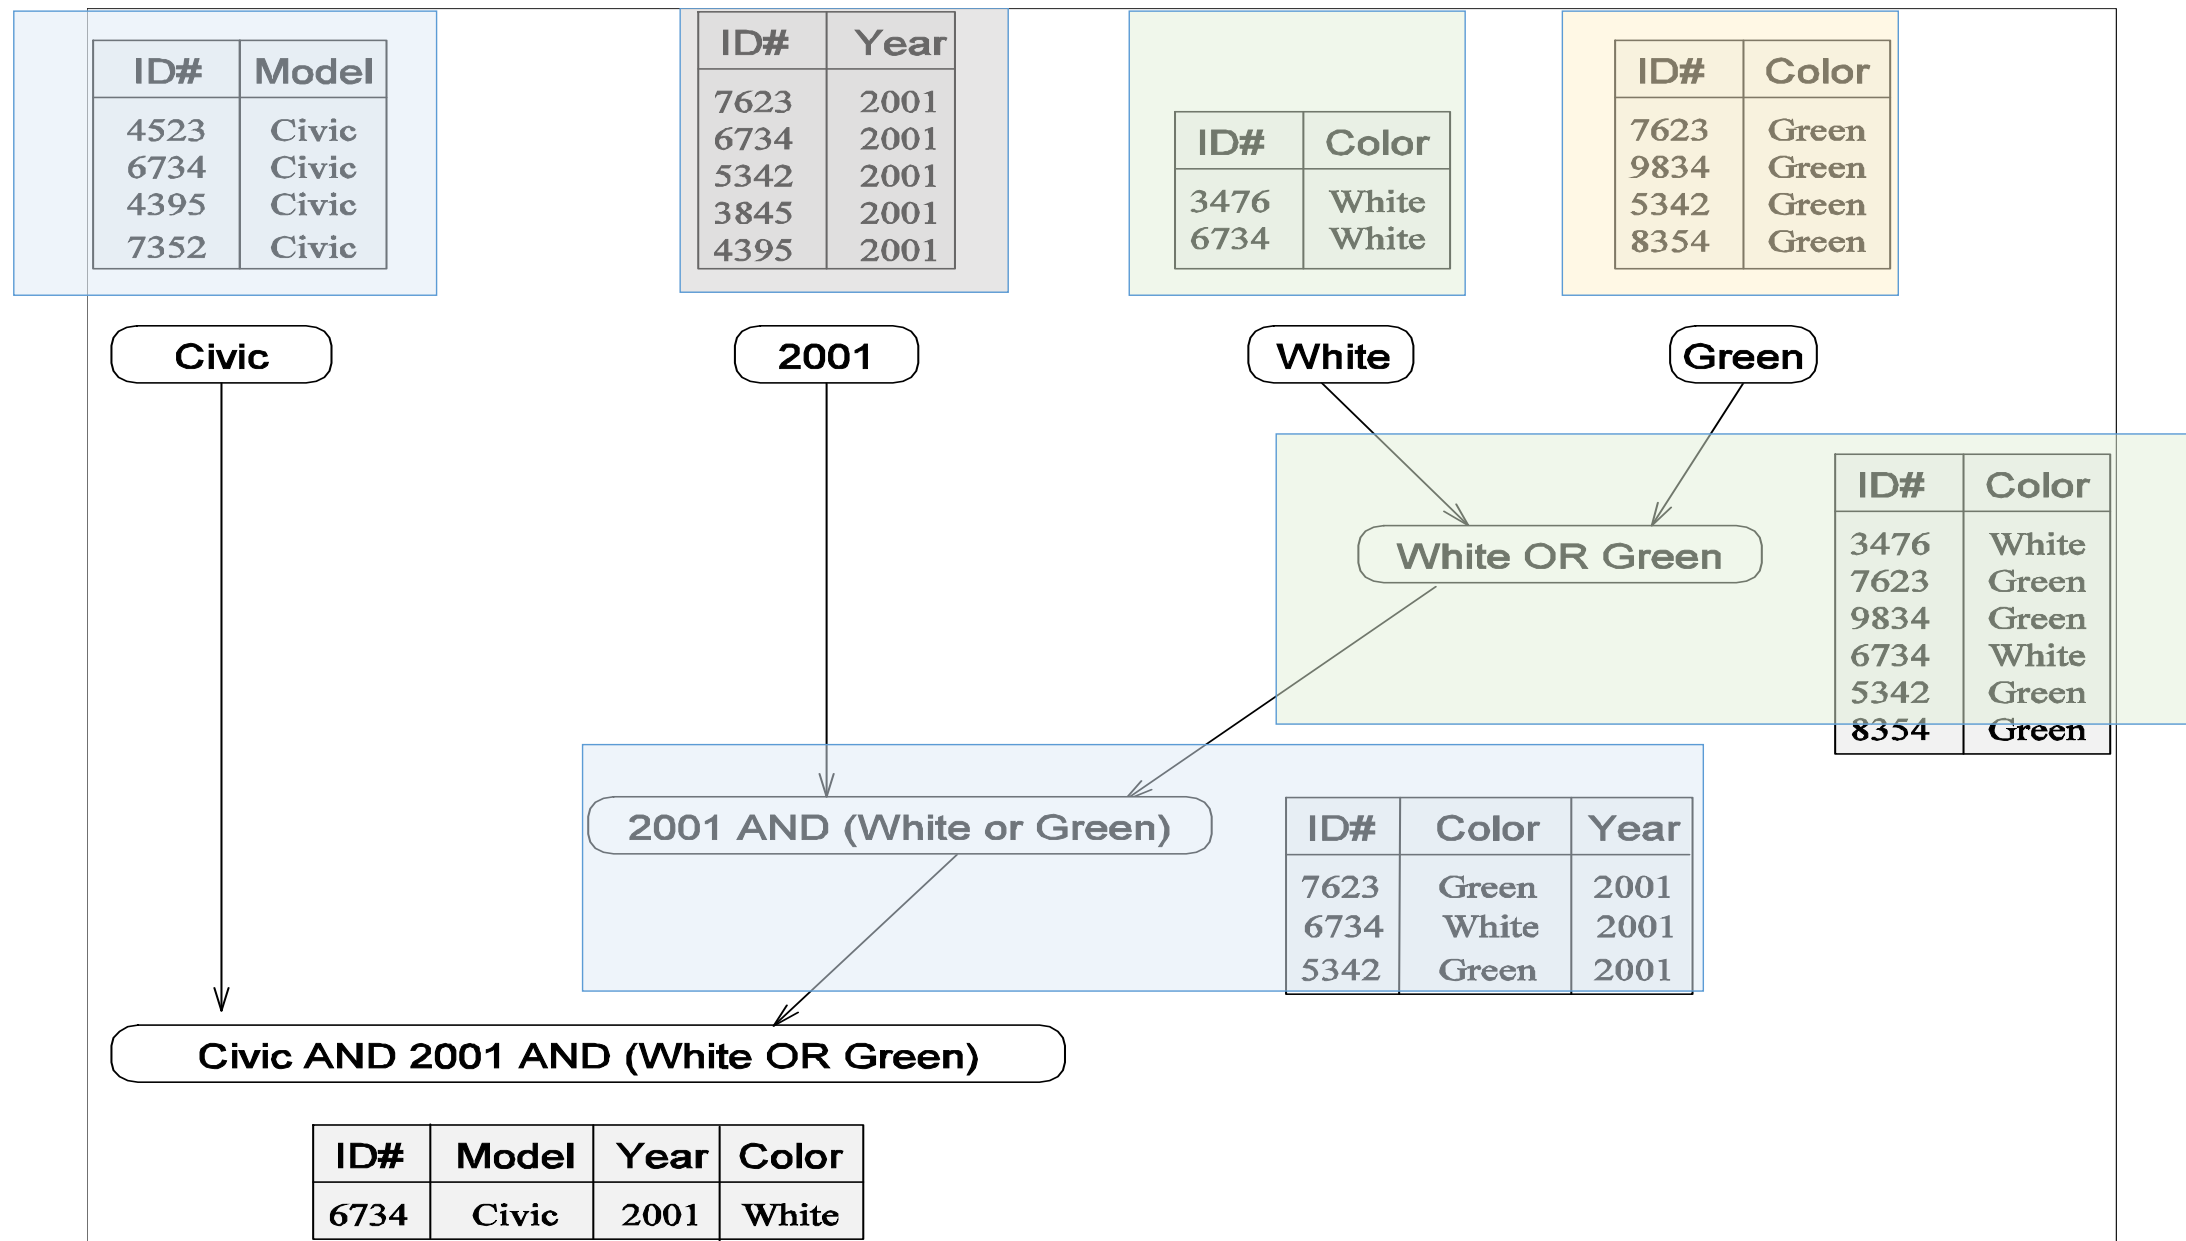 ID# Model
4523 Civic
6734 Civic
4395 Civic
7352 Civic
ID# Year
7623 2001
6734 2001
5342 2001
3845 2001
4395 2001
ID# Color
3476 White
6734 White
ID# Color
7623 Green
9834 Green
5342 Green
8354 Green
Civic
2001
White
Green
White OR Green
ID# Color
3476 White
7623 Green
9834 Green
6734 White
5342 Green
8354 Green
2001 AND (White or Green)
ID# Color Year
7623 Green 2001
6734 White 2001
5342 Green 2001
Civic AND 2001 AND (White OR Green)
ID# Model Year Color
6734 Civic 2001 White